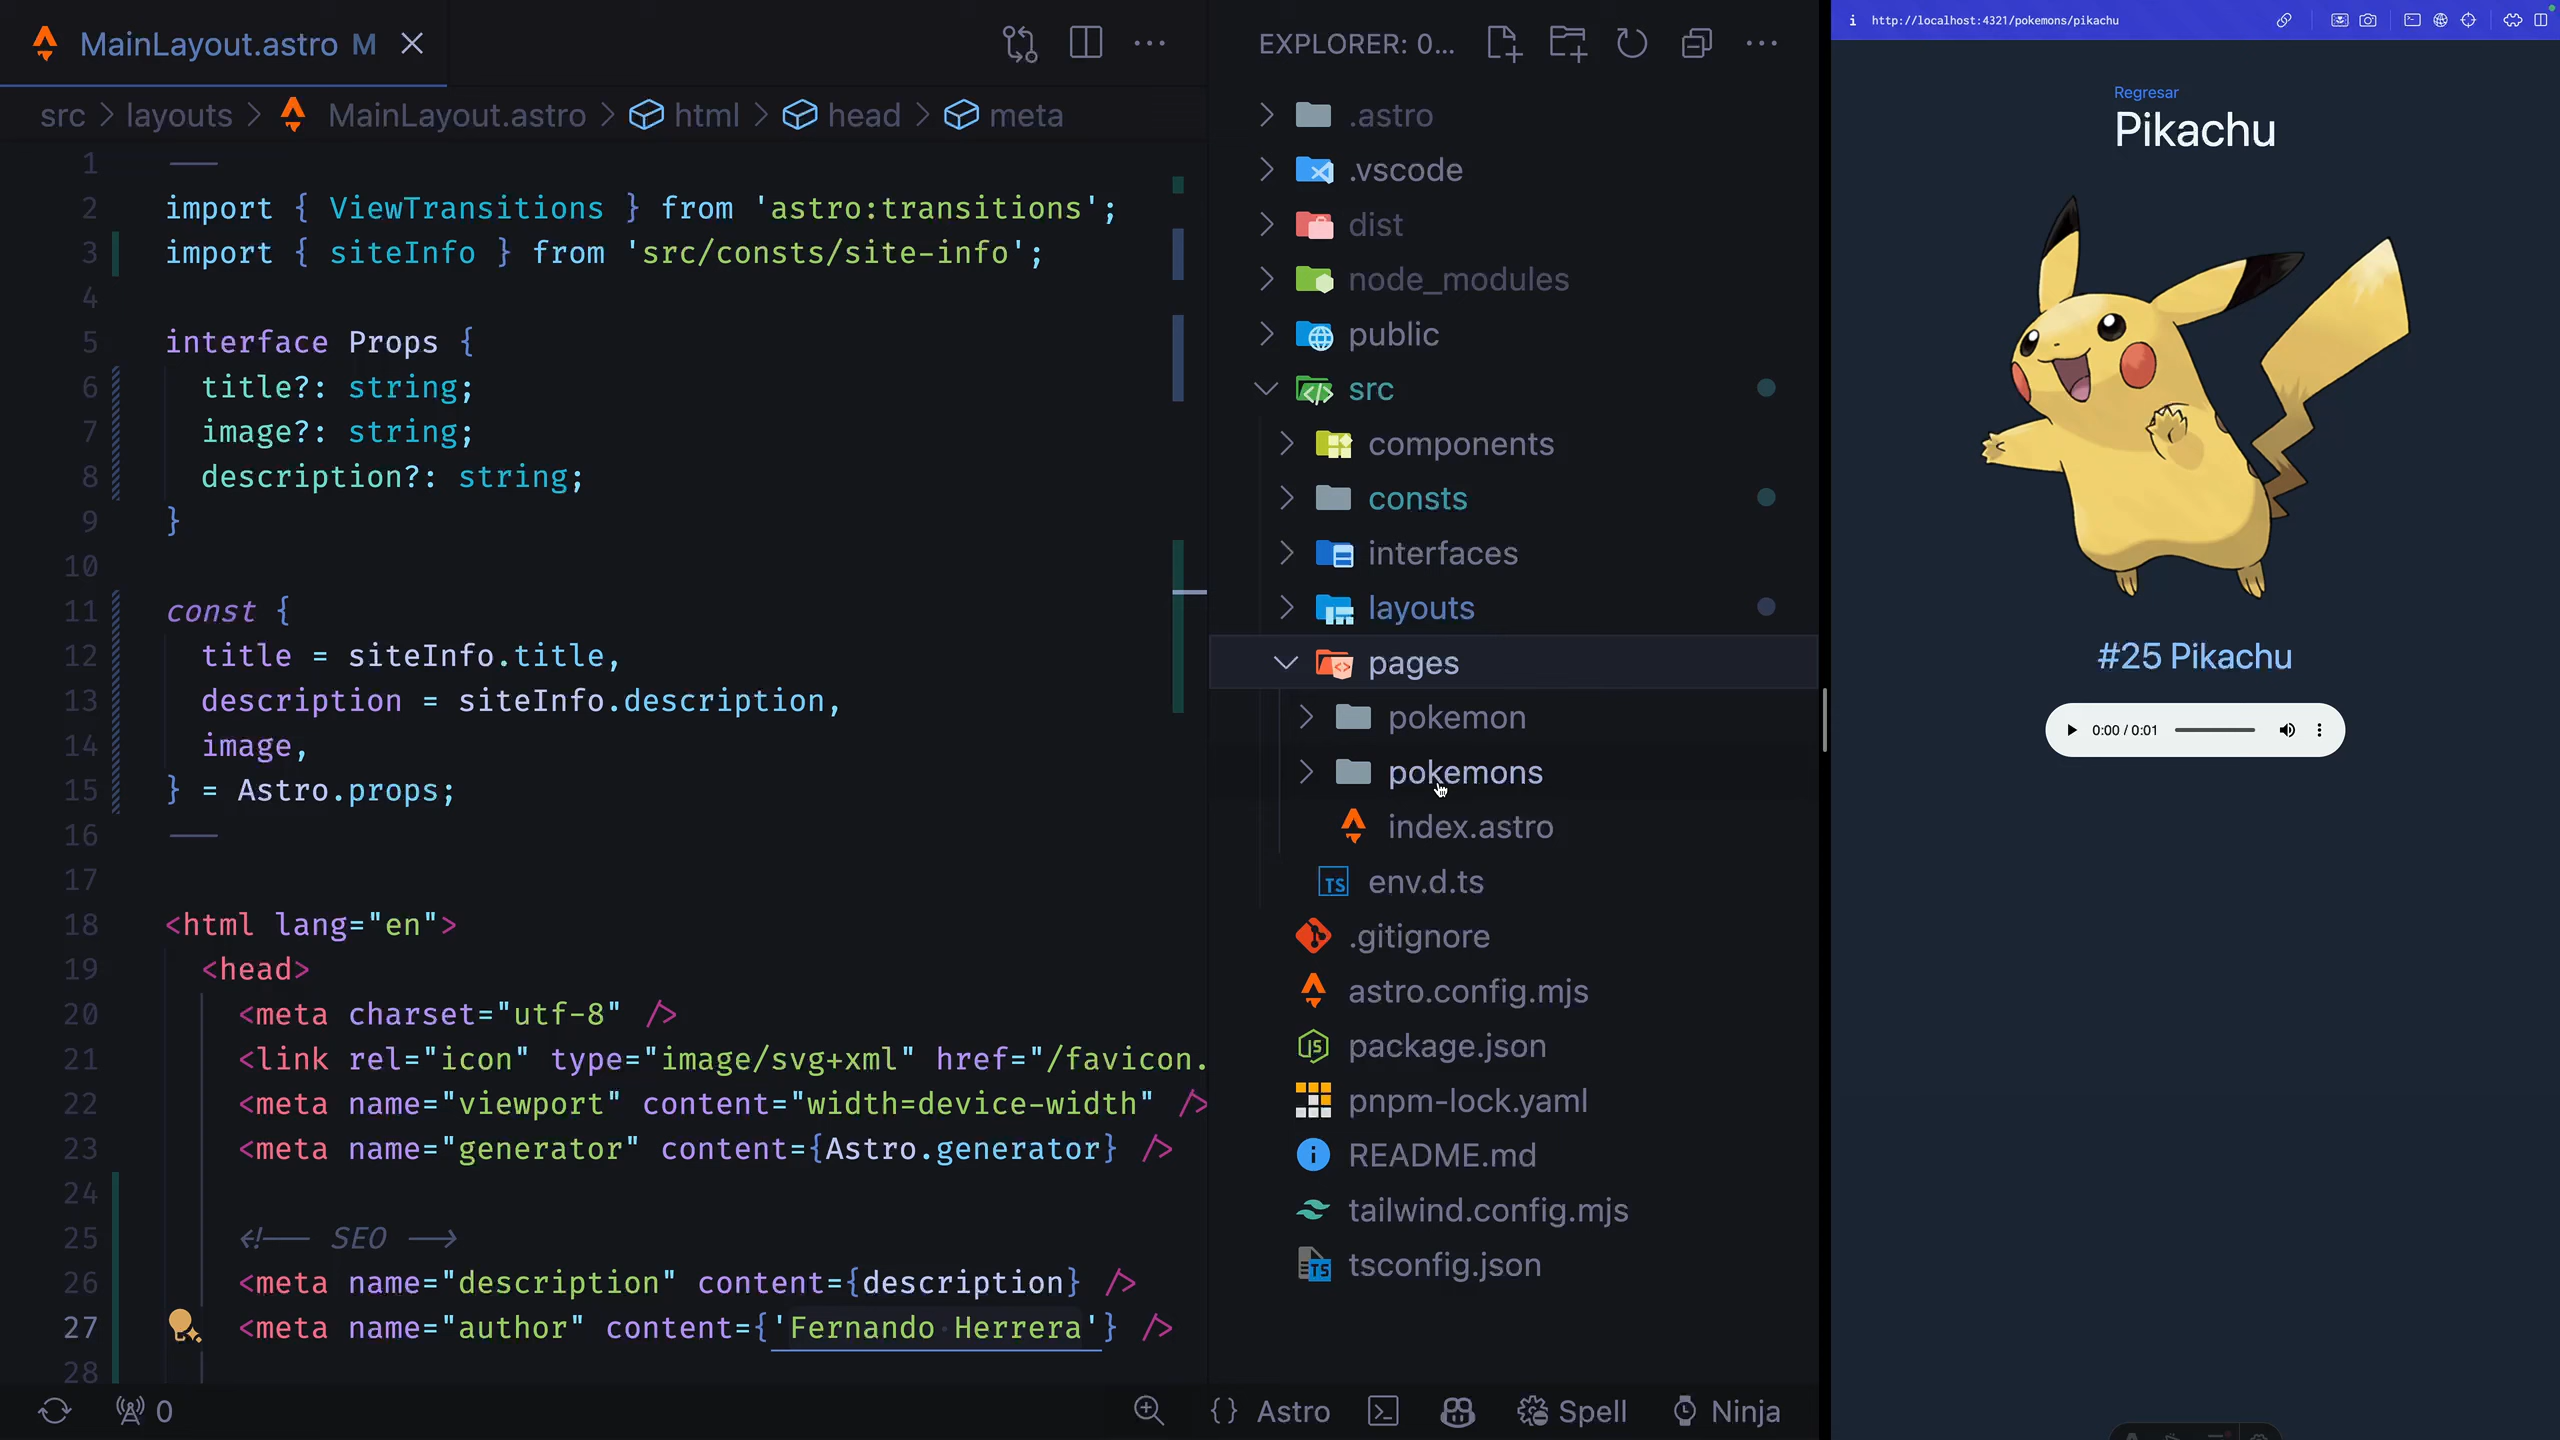 MainLayout.astro M
src > layouts > MainLayout.astro > html > head > meta
1 ---
2 import { ViewTransitions } from 'astro:transitions';
3 import { siteInfo } from 'src/consts/site-info';
4
5 interface Props {
6 title?: string;
7 image?: string;
8 description?: string;
9 }
10
11 const {
12 title = siteInfo.title,
13 description = siteInfo.description,
14 image,
15 } = Astro.props;
16 ---
17
18 <html lang="en">
19 <head>
20 <meta charset="utf-8" />
21 <link rel="icon" type="image/svg+xml" href="/favicon.
22 <meta name="viewport" content="width=device-width" />
23 <meta name="generator" content={Astro.generator} />
24
25 <!-- SEO -->
26 <meta name="description" content={description} />
27 <meta name="author" content={'Fernando Herrera'} />
28
0
Astro
Spell
Ninja
EXPLORER: 0...
.astro
.vscode
dist
node_modules
public
src
components
consts
interfaces
layouts
pages
pokemon
pokemons
index.astro
TS env.d.ts
.gitignore
astro.config.mjs
package.json
pnpm-lock.yaml
README.md
tailwind.config.mjs
tsconfig.json
http://localhost:4321/pokemons/pikachu
Regresar
Pikachu
#25 Pikachu
0:00 / 0:01